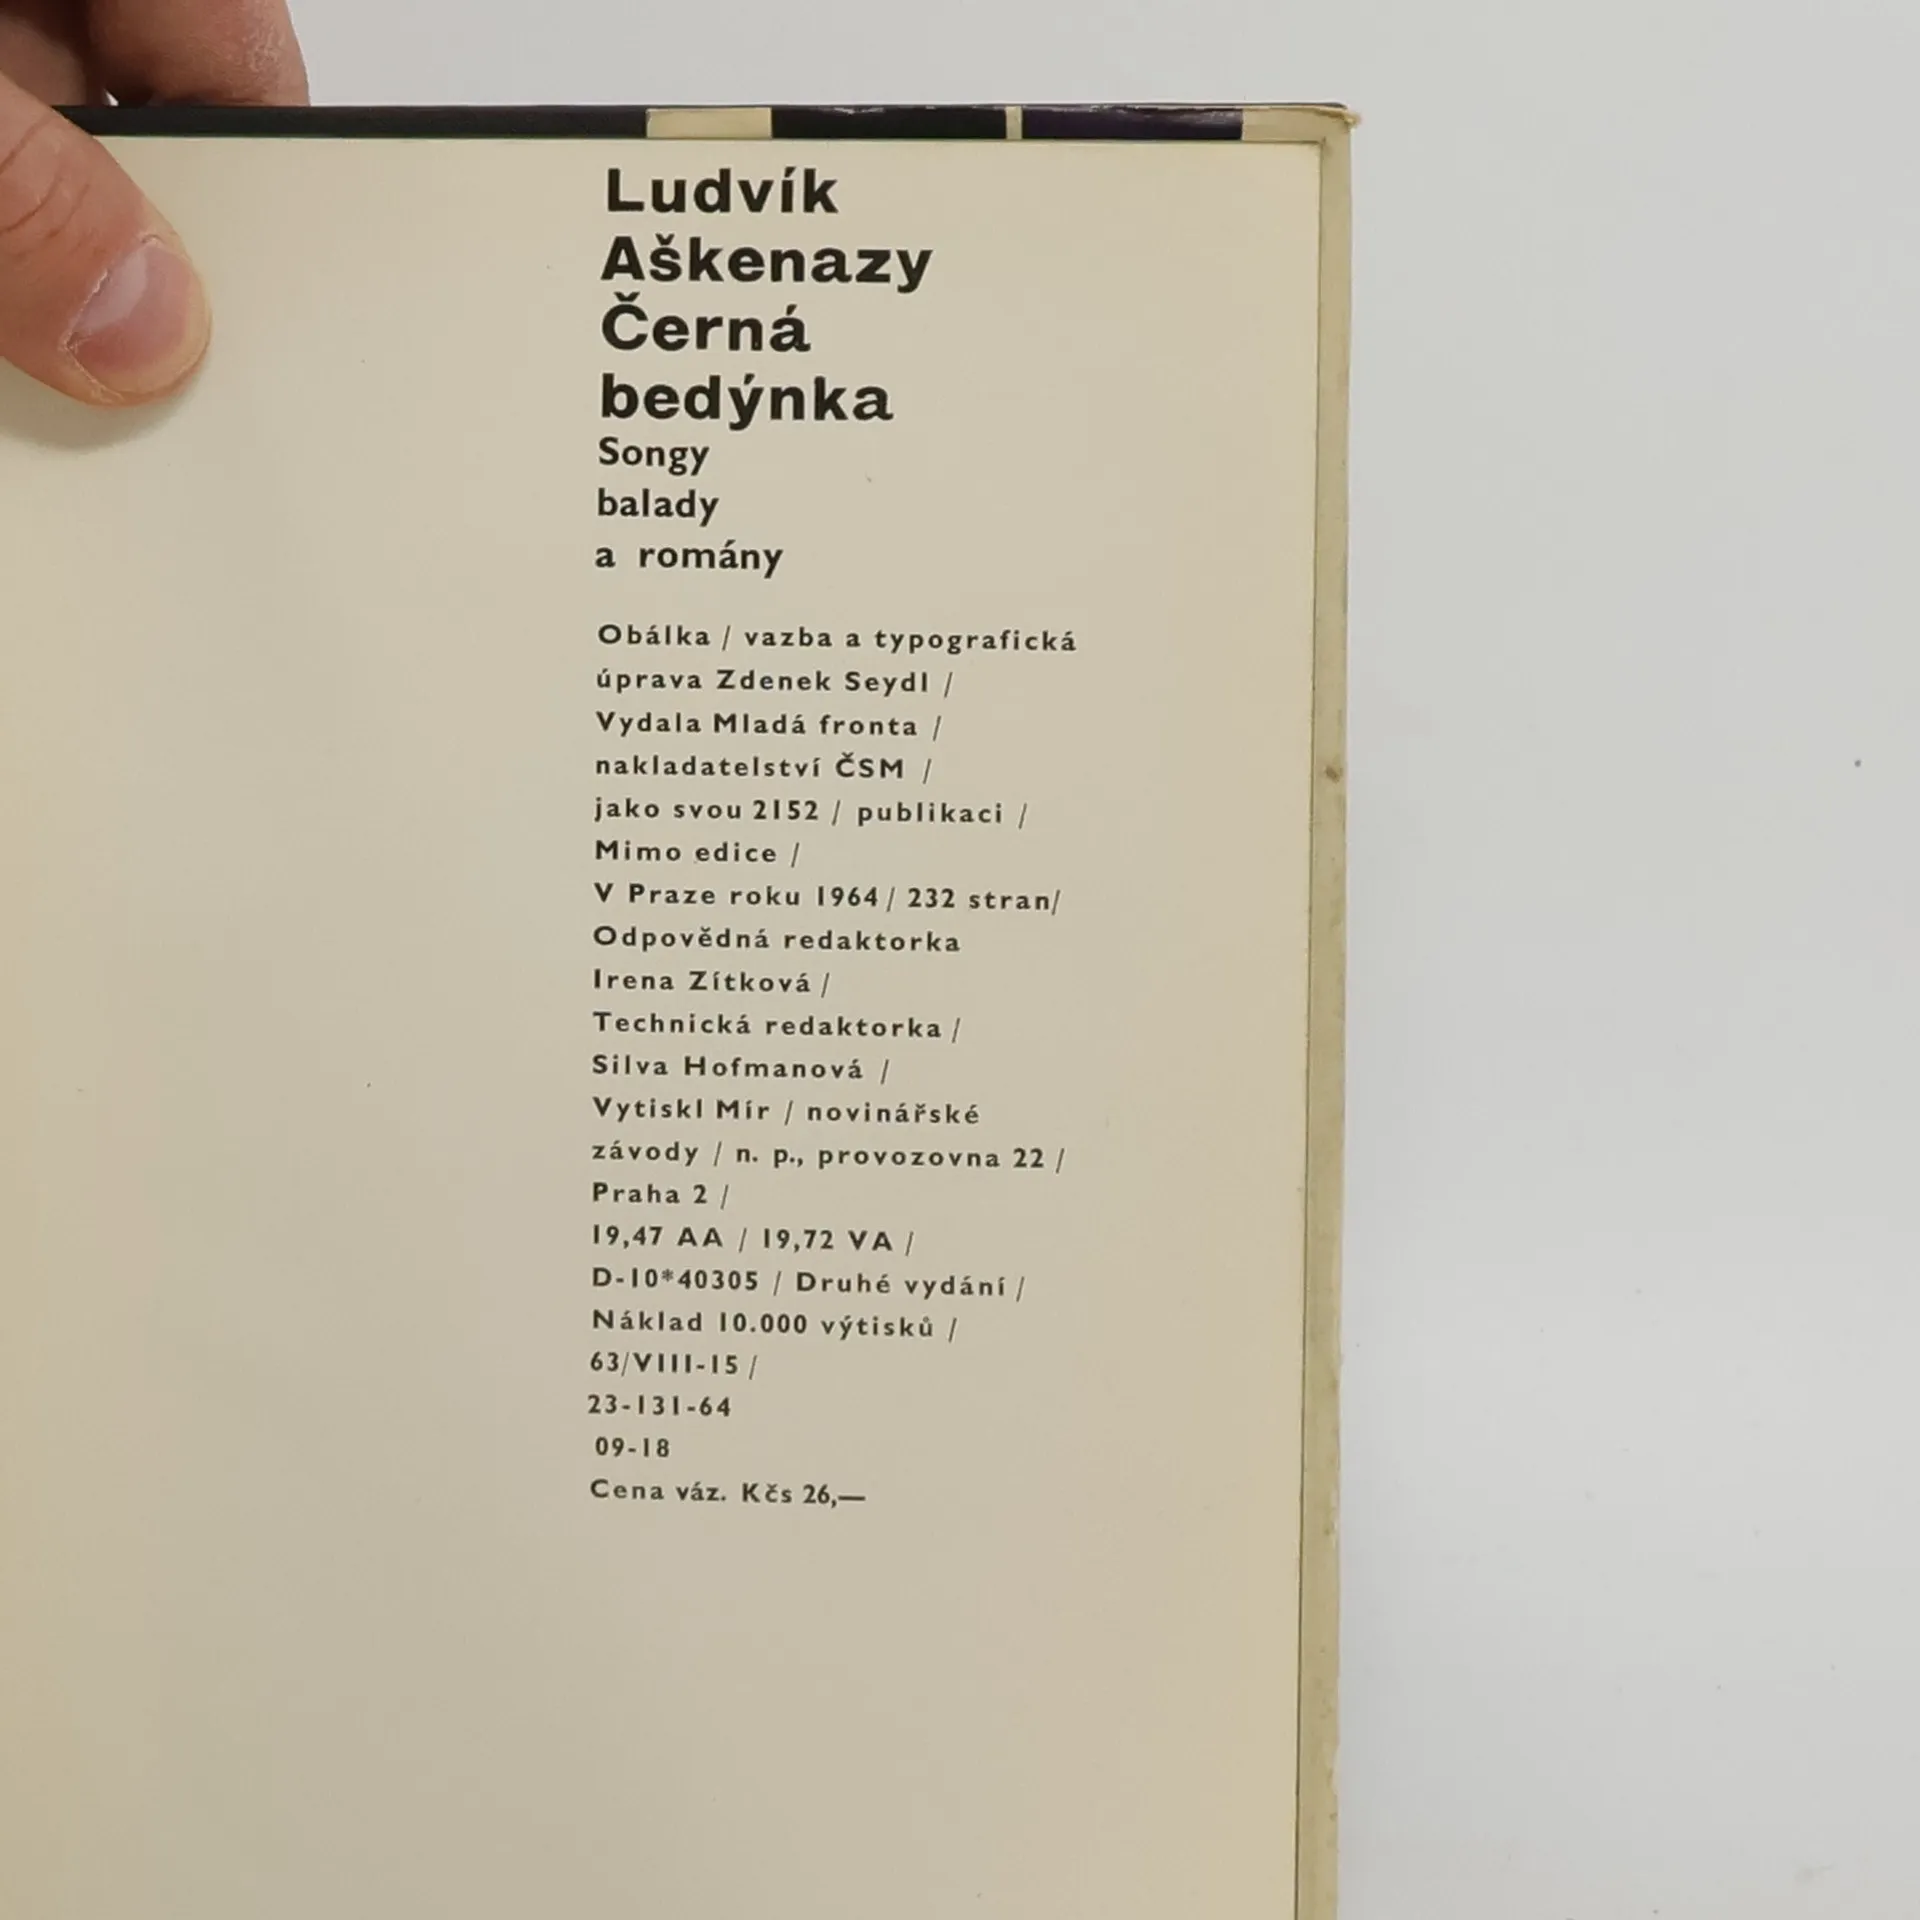 Ludvík
Aškenazy
Černá
bedýnka
Songy
balady
a romány
Obálka / vazba a typografická
úprava Zdenek Seydl /
Vydala Mladá fronta /
nakladatelství ČSM /
jako svou 2152 / publikaci /
Mimo edice /
V Praze roku 1964 / 232 stran/
Odpovědná redaktorka
Irena Zítková /
Technická redaktorka /
Silva Hofmanová /
Vytiskl Mír / novinářské
závody / n. p., provozovna 22 /
Praha 2 /
19,47 AA / 19,72 VA /
D-10*40305 / Druhé vydání /
Náklad 10.000 výtisků /
63/VIII-15 /
23-131-64
09-18
Cena váz. Kčs 26,—